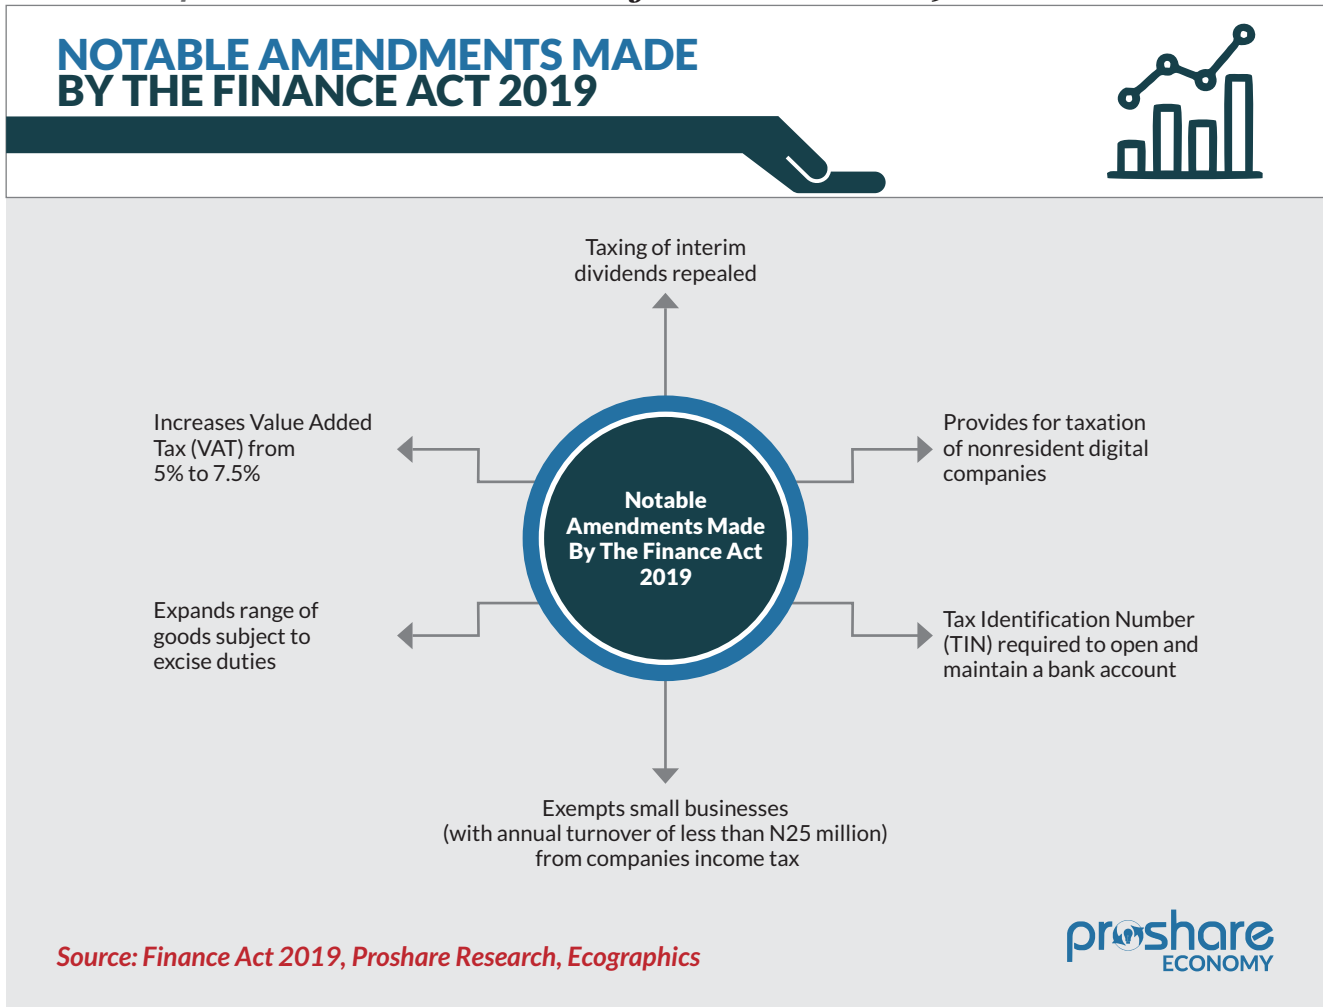 NOTABLE AMENDMENTS MADE
BY THE FINANCE ACT 2019
Taxing of interim
dividends repealed
Increases Value Added
Tax (VAT) from
5% to 7.5%
Provides for taxation
of nonresident digital
companies
Notable
Amendments Made
By The Finance Act
2019
Expands range of
goods subject to
excise duties
Tax Identification Number
(TIN) required to open and
maintain a bank account
Exempts small businesses
(with annual turnover of less than N25 million)
from companies income tax
Source: Finance Act 2019, Proshare Research, Ecographics
proshare
ECONOMY